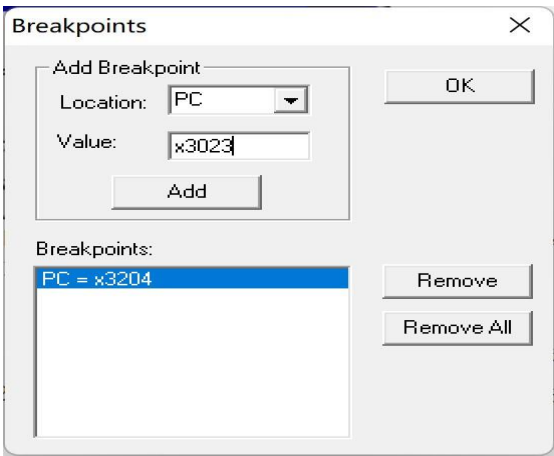 Breakpoints
Add Breakpoint
Location: PC
Value: x3023
Add
OK
Breakpoints:
PC = x3204
Remove
Remove All